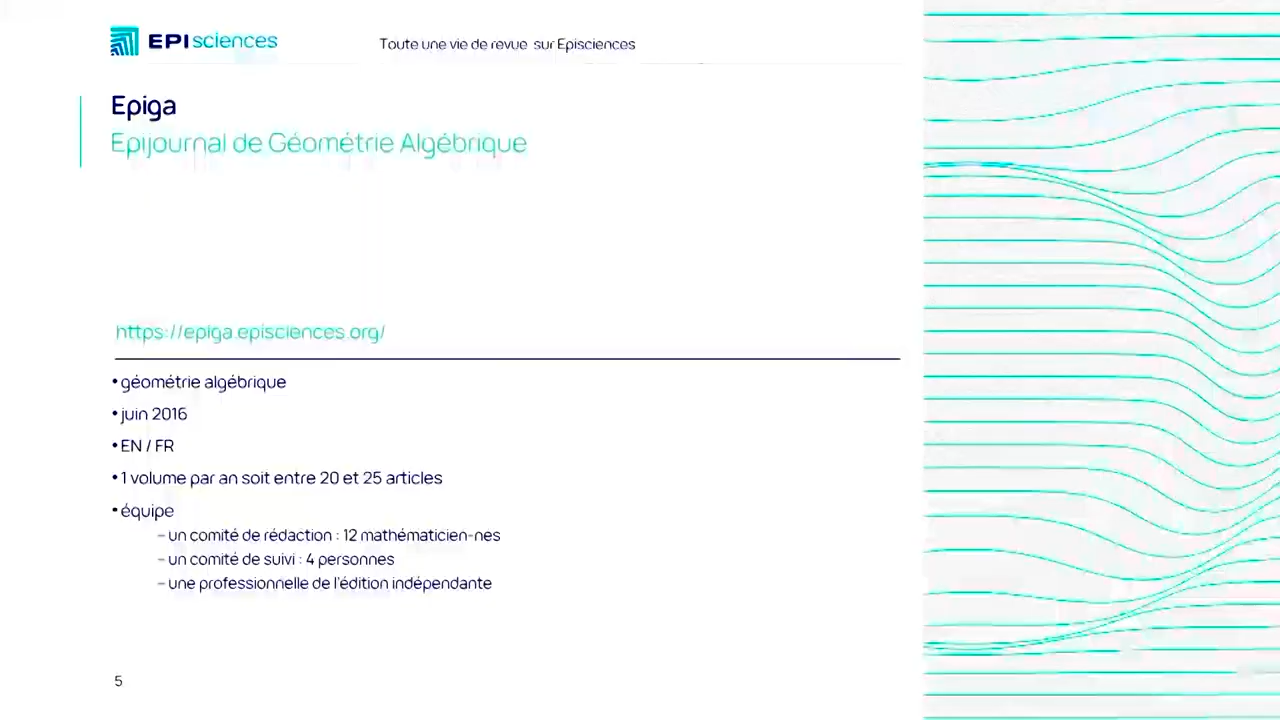 EPIsciences
Toute une vie de revue sur Episciences
Epiga
Epijournal de Géométrie Algébrique
https://epiga.episciences.org/
•géométrie algébrique
•juin 2016
•EN / FR
•1 volume par an soit entre 20 et 25 articles
•équipe
–un comité de rédaction : 12 mathématicien-nes
–un comité de suivi : 4 personnes
–une professionnelle de l'édition indépendante
5